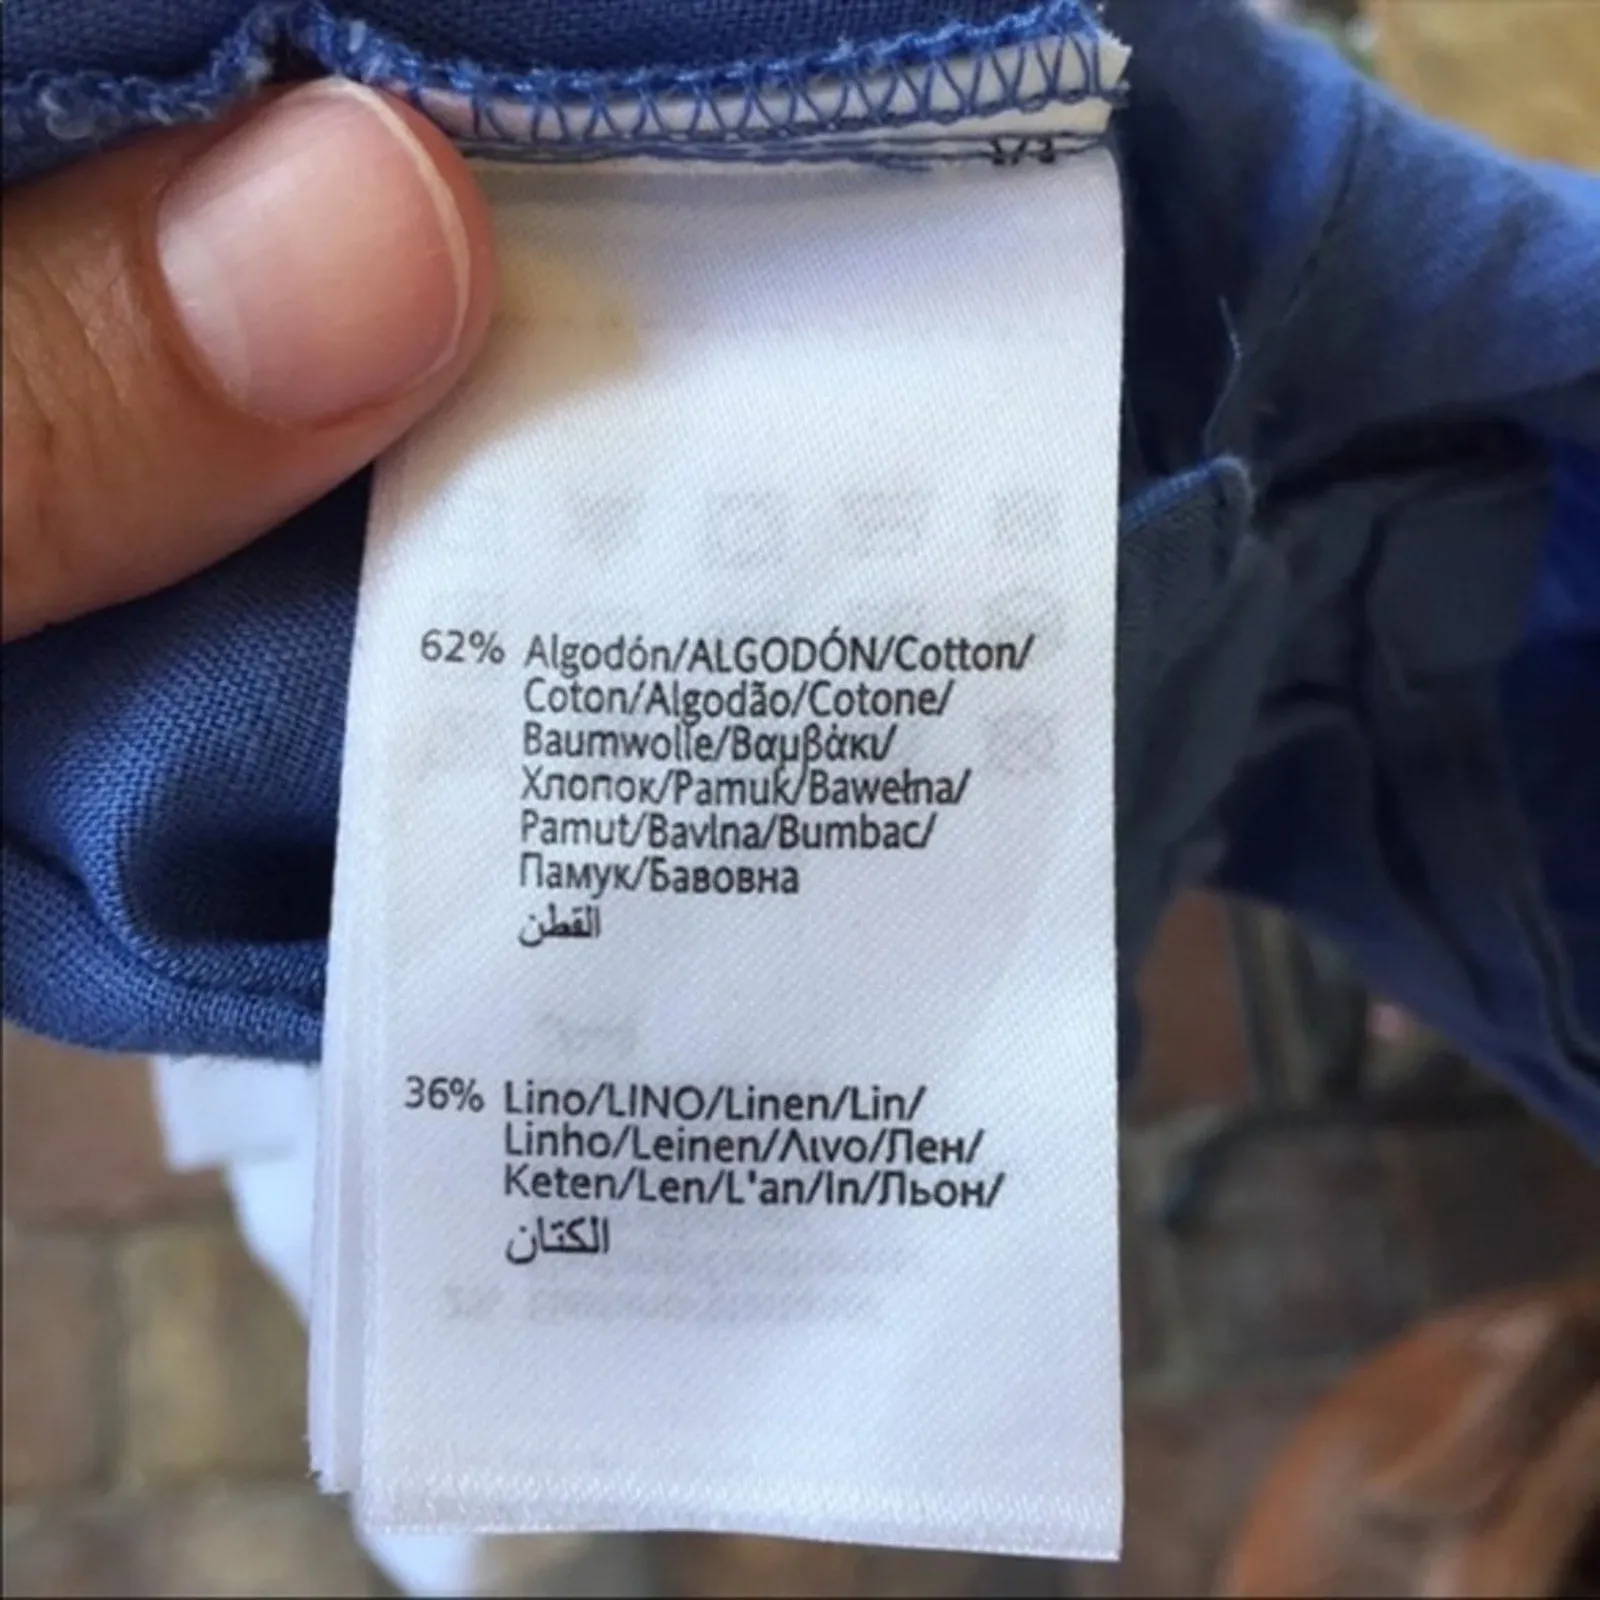 62% Algodón/ALGODÓN/Cotton/
Coton/Algodão/Cotone/
Baumwolle/Βαμβάκι/
Хлопок/Pamuk/Bawełna/
Pamut/Bavlna/Bumbac/
Памук/Бавовна
القطن
36% Lino/LINO/Linen/Lin/
Linho/Leinen/Λινο/Лен/
Keten/Len/L'an/In/Льон/
الكتان